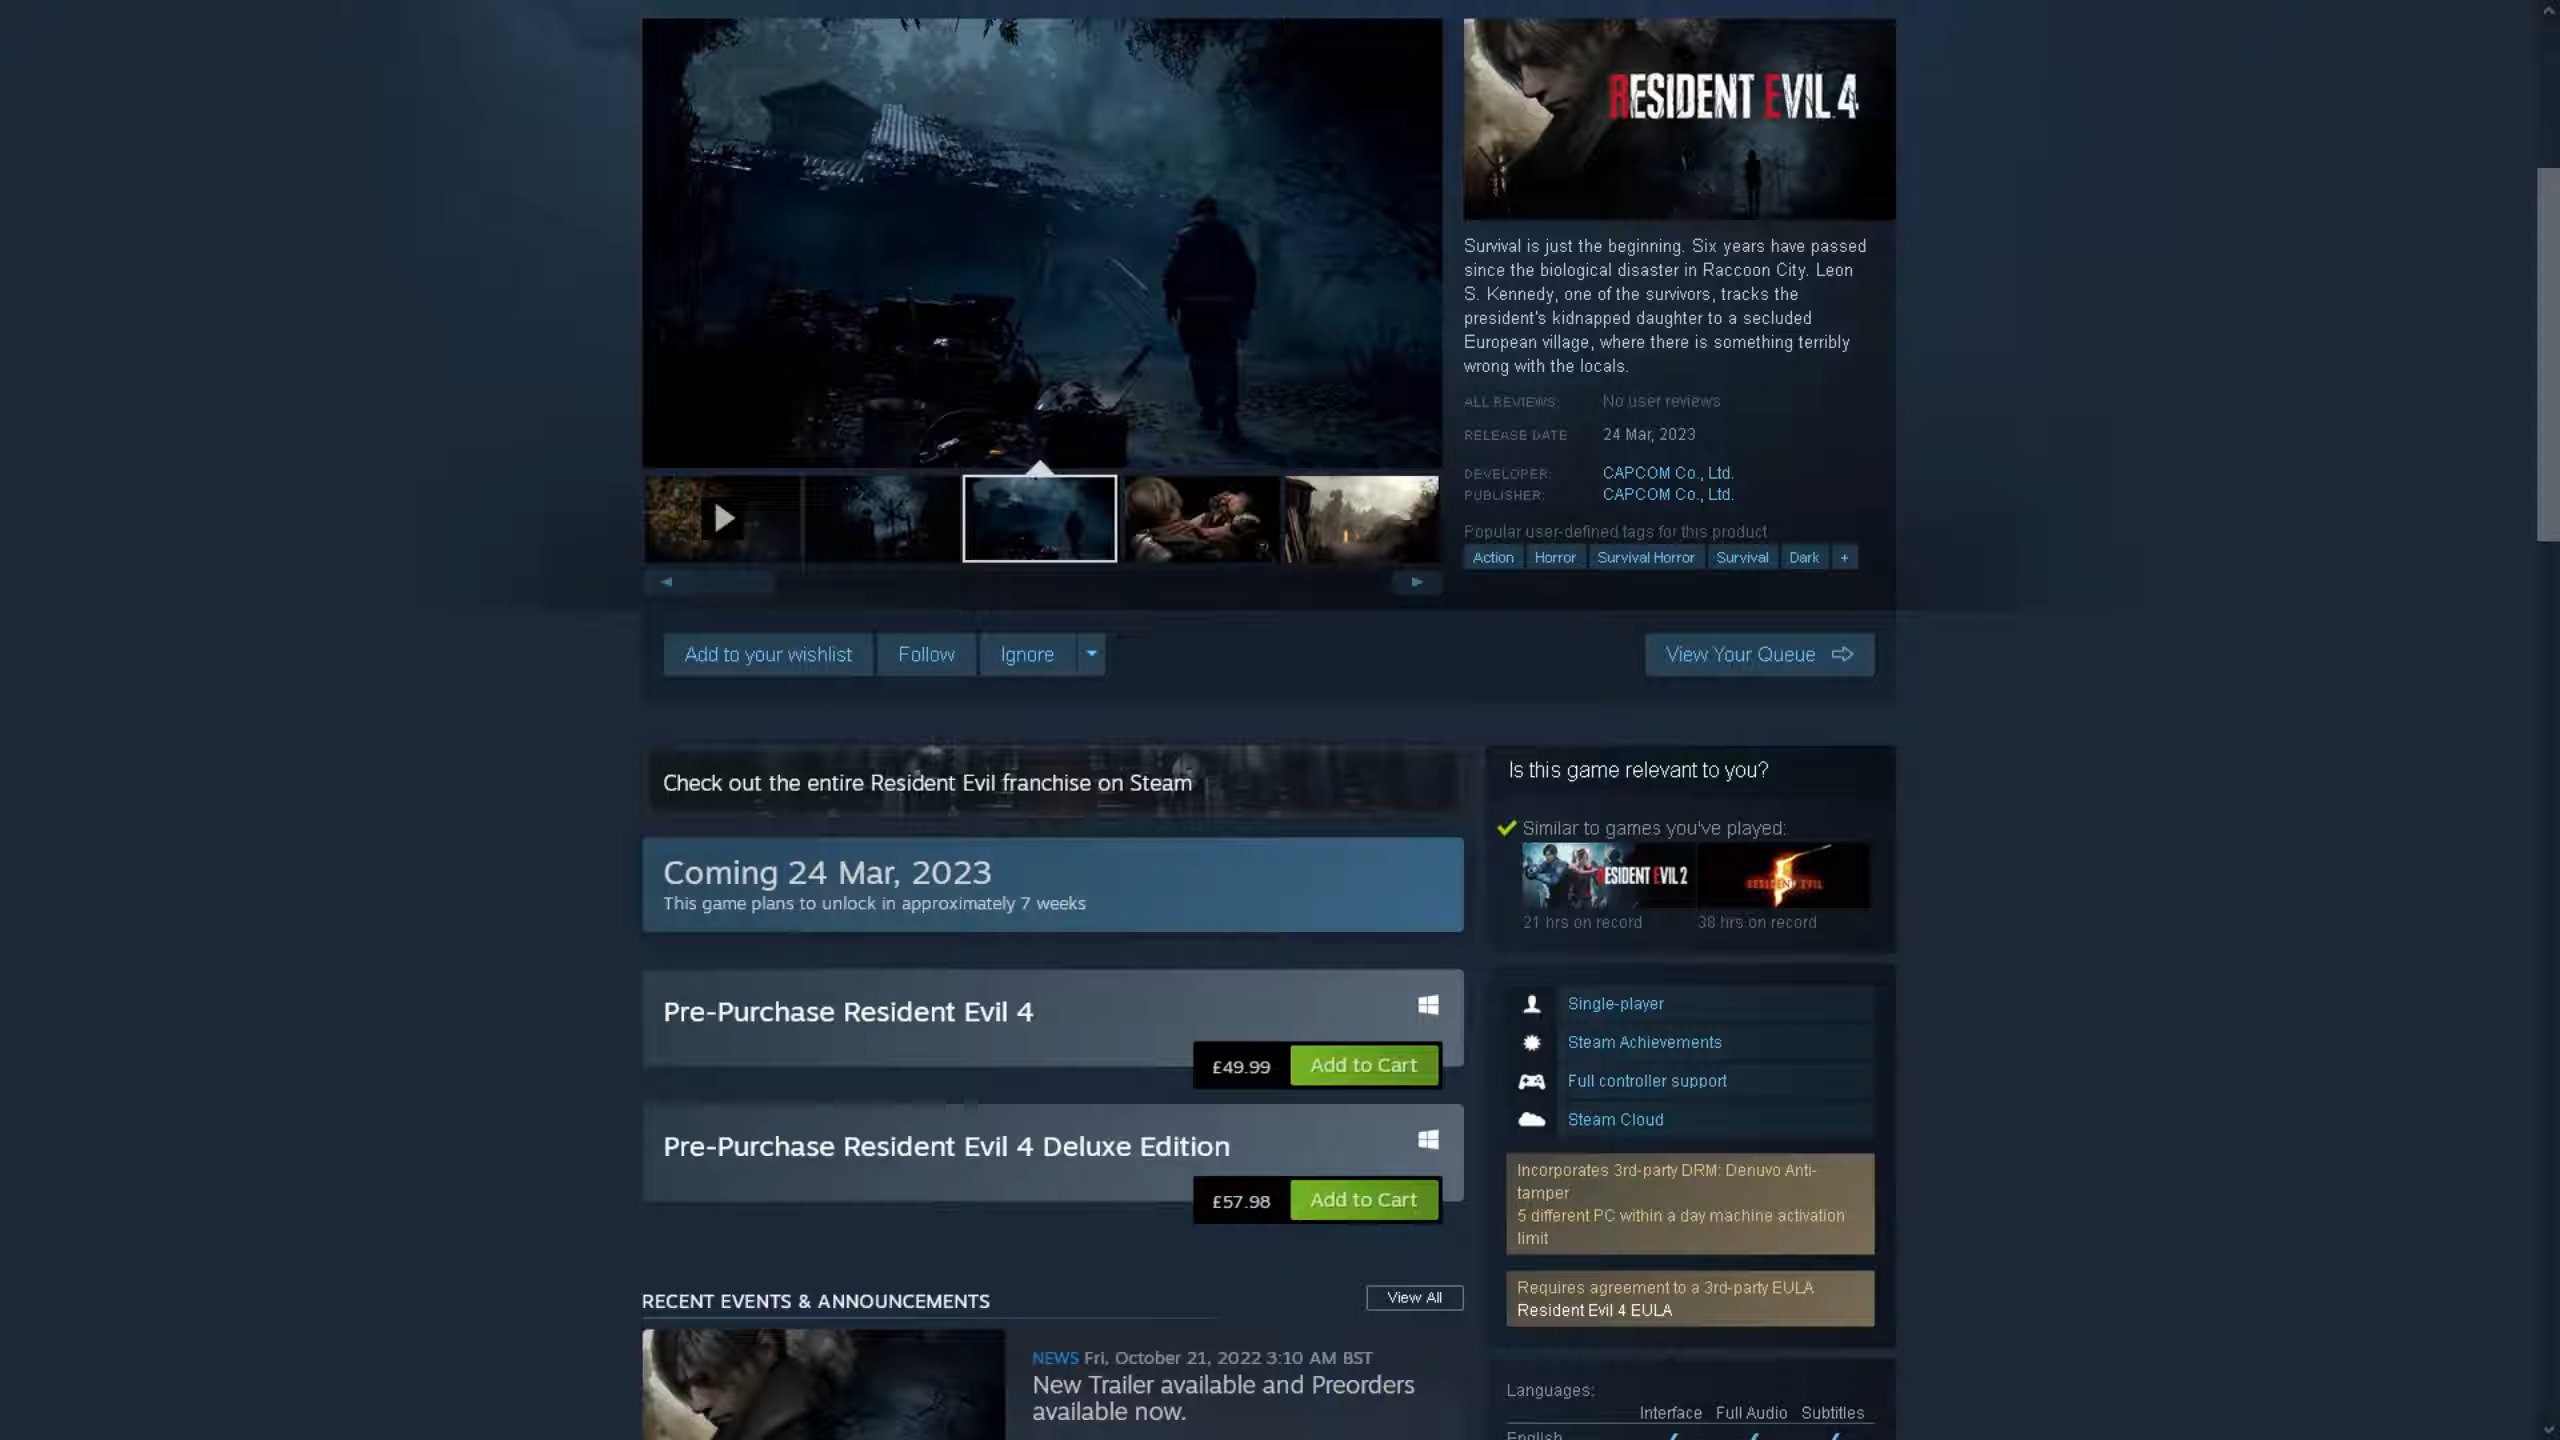 RESIDENT EVIL 4
Survival is just the beginning. Six years have passed
since the biological disaster in Raccoon City. Leon
S. Kennedy, one of the survivors, tracks the
president's kidnapped daughter to a secluded
European village, where there is something terribly
wrong with the locals.
ALL REVIEWS: No user reviews
RELEASE DATE 24 Mar, 2023
DEVELOPER: CAPCOM Co., Ltd.
PUBLISHER: CAPCOM Co., Ltd.
Popular user-defined tags for this product
Action Horror Survival Horror Survival Dark +
Add to your wishlist Follow Ignore View Your Queue
Check out the entire Resident Evil franchise on Steam
Coming 24 Mar, 2023
This game plans to unlock in approximately 7 weeks
Pre-Purchase Resident Evil 4
£49.99 Add to Cart
Pre-Purchase Resident Evil 4 Deluxe Edition
£57.98 Add to Cart
RECENT EVENTS & ANNOUNCEMENTS View All
NEWS Fri, October 21, 2022 3:10 AM BST
New Trailer available and Preorders
available now.
Is this game relevant to you?
Similar to games you've played:
RESIDENT EVIL 2 RESIDENT EVIL 5
21 hrs on record 38 hrs on record
Single-player
Steam Achievements
Full controller support
Steam Cloud
Incorporates 3rd-party DRM: Denuvo Anti-
tamper
5 different PC within a day machine activation
limit
Requires agreement to a 3rd-party EULA
Resident Evil 4 EULA
Languages:
Interface Full Audio Subtitles
English